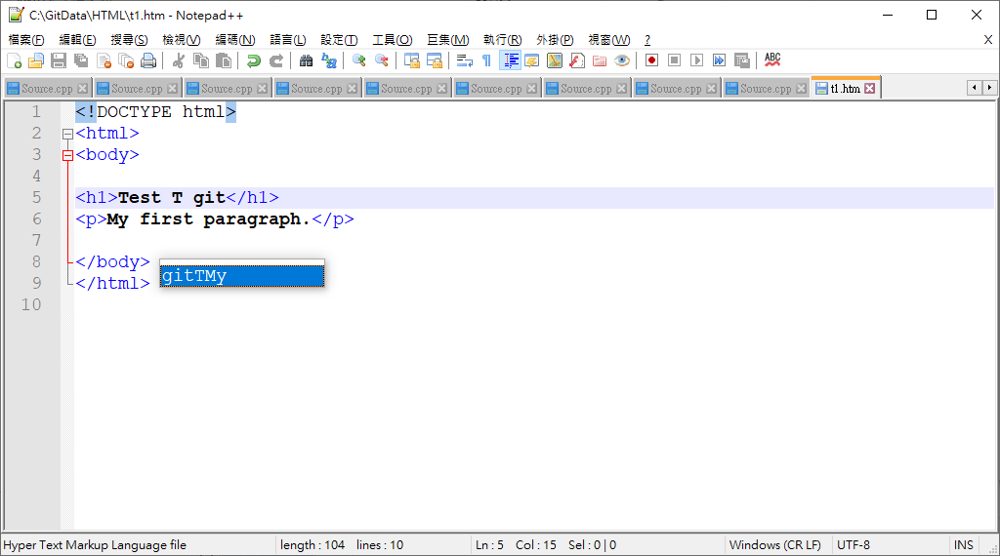 C:\GitData\HTML\t1.htm - Notepad++
檔案(F) 編輯(E) 搜尋(S) 檢視(V) 編碼(N) 語言(L) 設定(T) 工具(O) 巨集(M) 執行(R) 外掛(P) 視窗(W) ? X
ABC
Source.cpp Source.cpp Source.cpp Source.cpp Source.cpp Source.cpp Source.cpp Source.cpp Source.cpp t1.htm
1 <!DOCTYPE html>
2 <html>
3 <body>
4
5 <h1>Test T git</h1>
6 <p>My first paragraph.</p>
7
8 </body>
gitTMy
9 </html>
10
Hyper Text Markup Language file length : 104 lines : 10 Ln : 5 Col : 15 Sel : 0 | 0 Windows (CR LF) UTF-8 INS